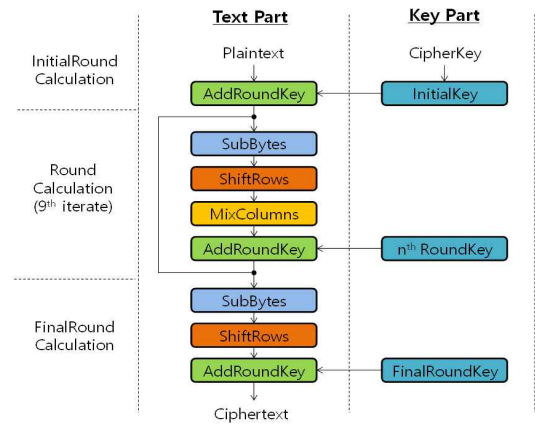 Text Part
Key Part
InitialRound
Calculation
Plaintext
CipherKey
AddRoundKey
InitialKey
Round
Calculation
(9th iterate)
SubBytes
ShiftRows
MixColumns
AddRoundKey
nth RoundKey
FinalRound
Calculation
SubBytes
ShiftRows
AddRoundKey
FinalRoundKey
Ciphertext